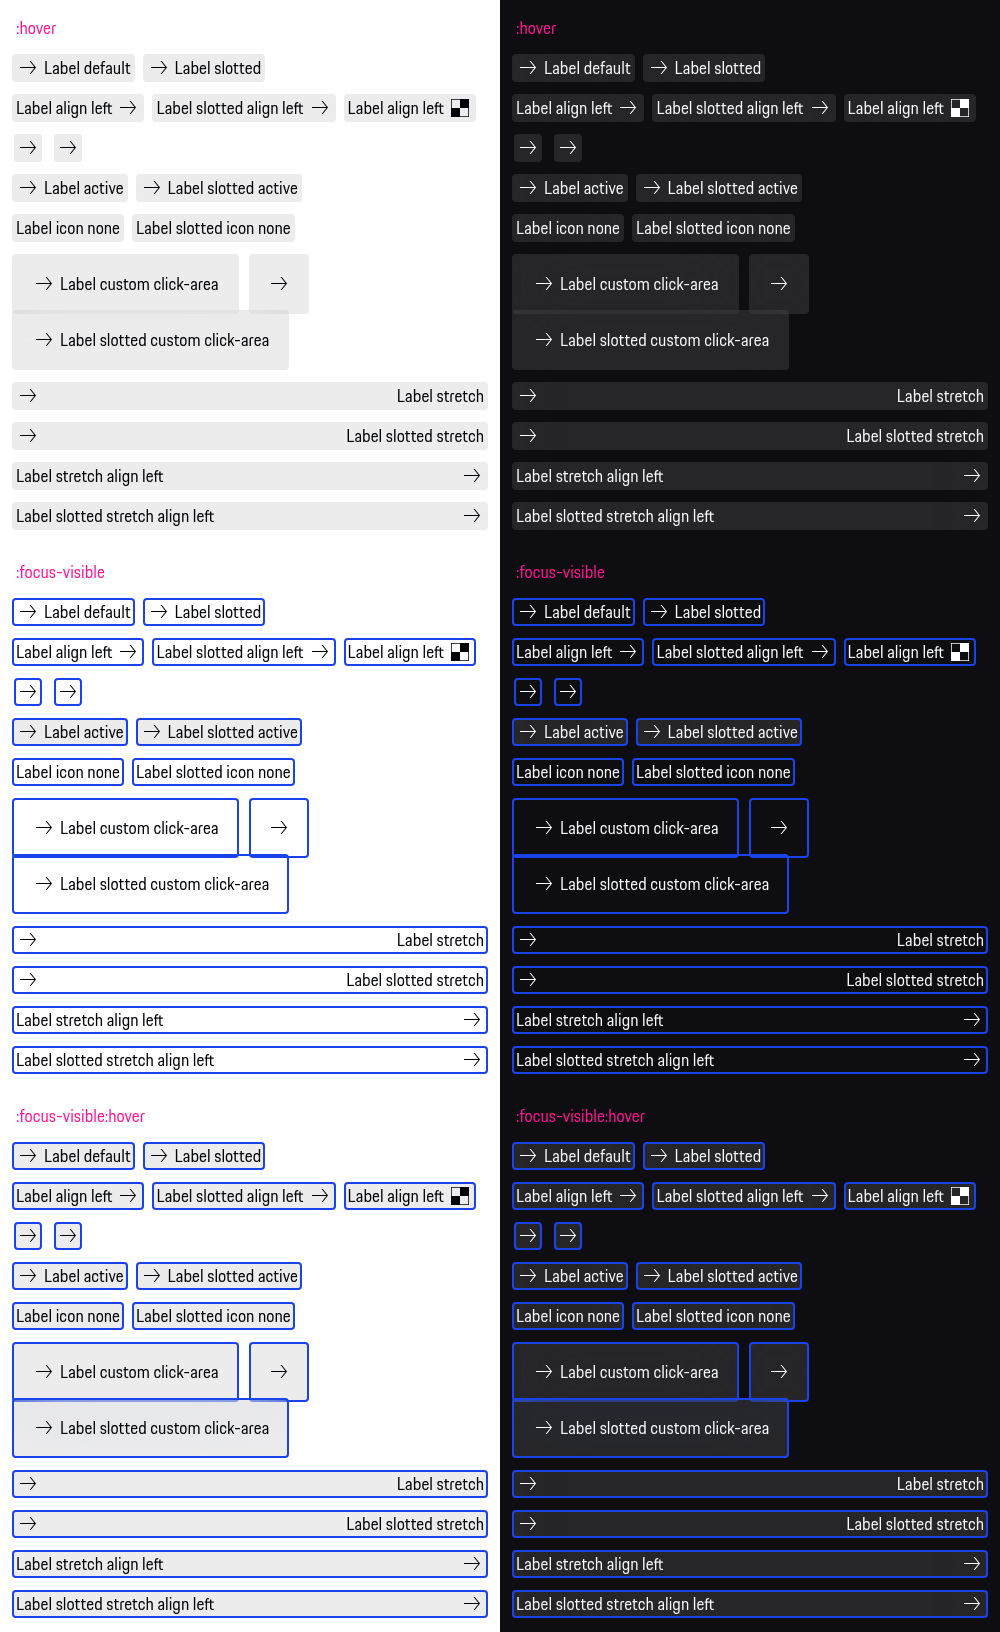 :hover
Label default Label slotted
Label align left Label slotted align left Label align left
Label active Label slotted active
Label icon none Label slotted icon none
Label custom click-area
Label slotted custom click-area
Label stretch
Label slotted stretch
Label stretch align left
Label slotted stretch align left
:focus-visible
Label default Label slotted
Label align left Label slotted align left Label align left
Label active Label slotted active
Label icon none Label slotted icon none
Label custom click-area
Label slotted custom click-area
Label stretch
Label slotted stretch
Label stretch align left
Label slotted stretch align left
:focus-visible:hover
Label default Label slotted
Label align left Label slotted align left Label align left
Label active Label slotted active
Label icon none Label slotted icon none
Label custom click-area
Label slotted custom click-area
Label stretch
Label slotted stretch
Label stretch align left
Label slotted stretch align left
:hover
Label default Label slotted
Label align left Label slotted align left Label align left
Label active Label slotted active
Label icon none Label slotted icon none
Label custom click-area
Label slotted custom click-area
Label stretch
Label slotted stretch
Label stretch align left
Label slotted stretch align left
:focus-visible
Label default Label slotted
Label align left Label slotted align left Label align left
Label active Label slotted active
Label icon none Label slotted icon none
Label custom click-area
Label slotted custom click-area
Label stretch
Label slotted stretch
Label stretch align left
Label slotted stretch align left
:focus-visible:hover
Label default Label slotted
Label align left Label slotted align left Label align left
Label active Label slotted active
Label icon none Label slotted icon none
Label custom click-area
Label slotted custom click-area
Label stretch
Label slotted stretch
Label stretch align left
Label slotted stretch align left